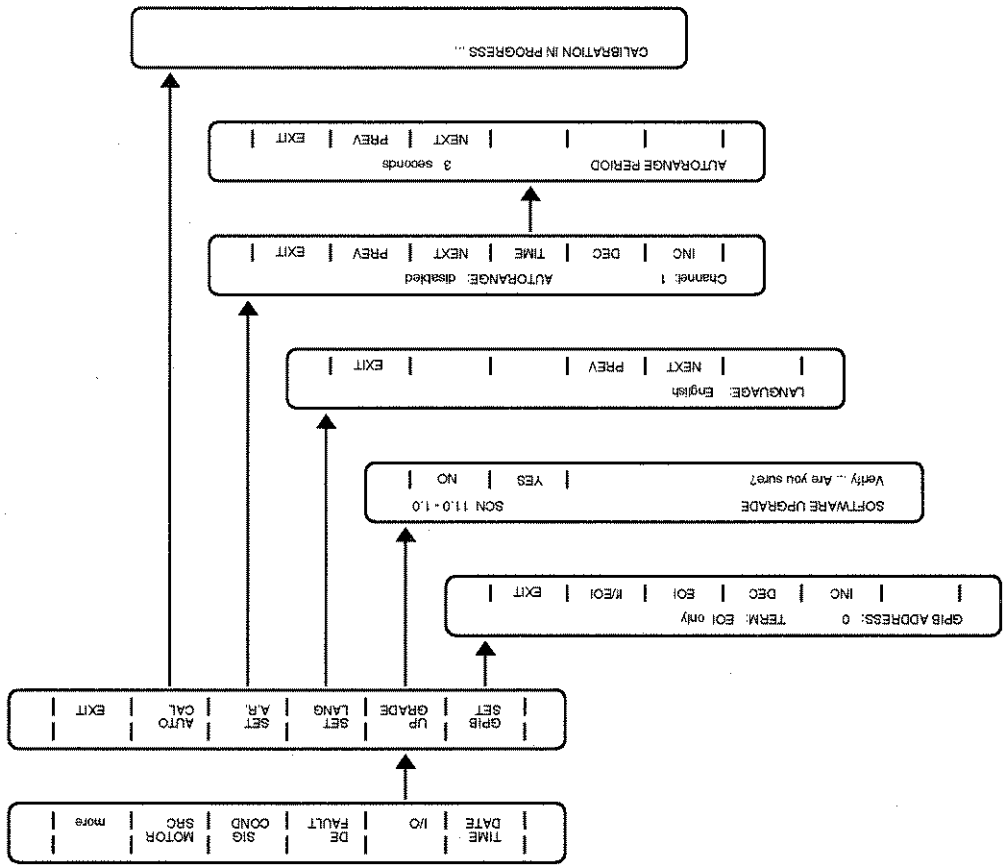 TIME DE SIG MOTOR
DATE I/O FAULT COND SRC more
GPIB UP SET SET AUTO
SET GRADE LANG A.R. CAL EXIT
GPIB ADDRESS: 0 TERM: EOI only
INC DEC EOI lf/EOI EXIT
SOFTWARE UPGRADE SCN 11.0 - 1.0
Verify ... Are you sure? YES NO
LANGUAGE: English
NEXT PREV EXIT
Channel: 1 AUTORANGE: disabled
INC DEC TIME NEXT PREV EXIT
AUTORANGE PERIOD 3 seconds
NEXT PREV EXIT
CALIBRATION IN PROGRESS ...